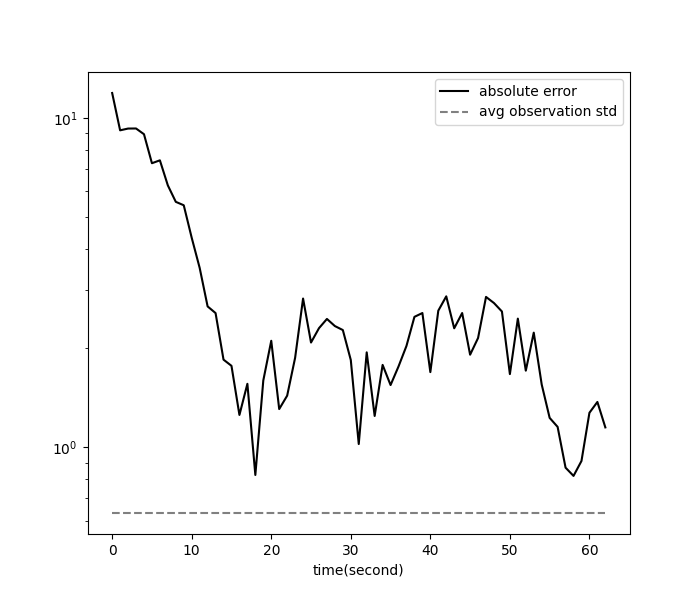 absolute error
avg observation std
10¹
10⁰
0 10 20 30 40 50 60
time(second)